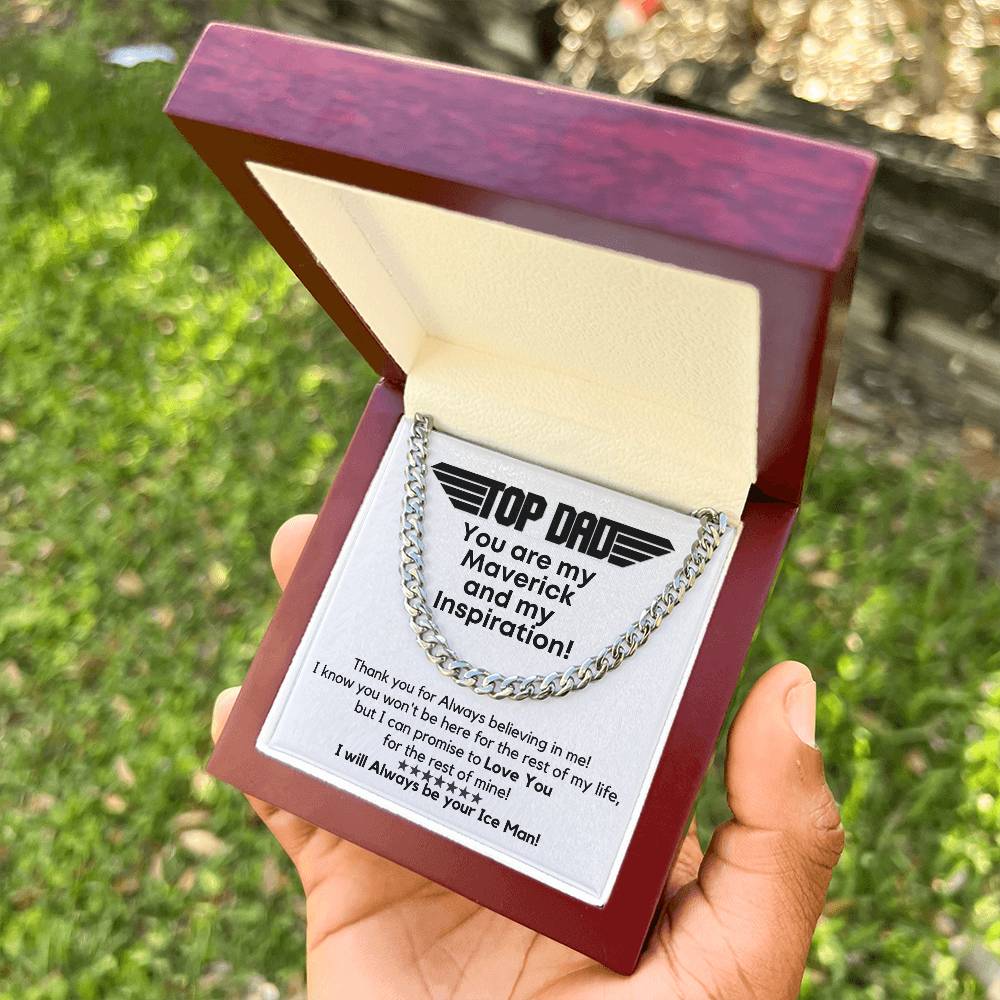 TOP DAD
You are my
Maverick
and my
Inspiration!
Thank you for Always believing in me!
I know you won't be here for the rest of my life,
but I can promise to Love You
for the rest of mine!
★★★★★★★
I will Always be your Ice Man!